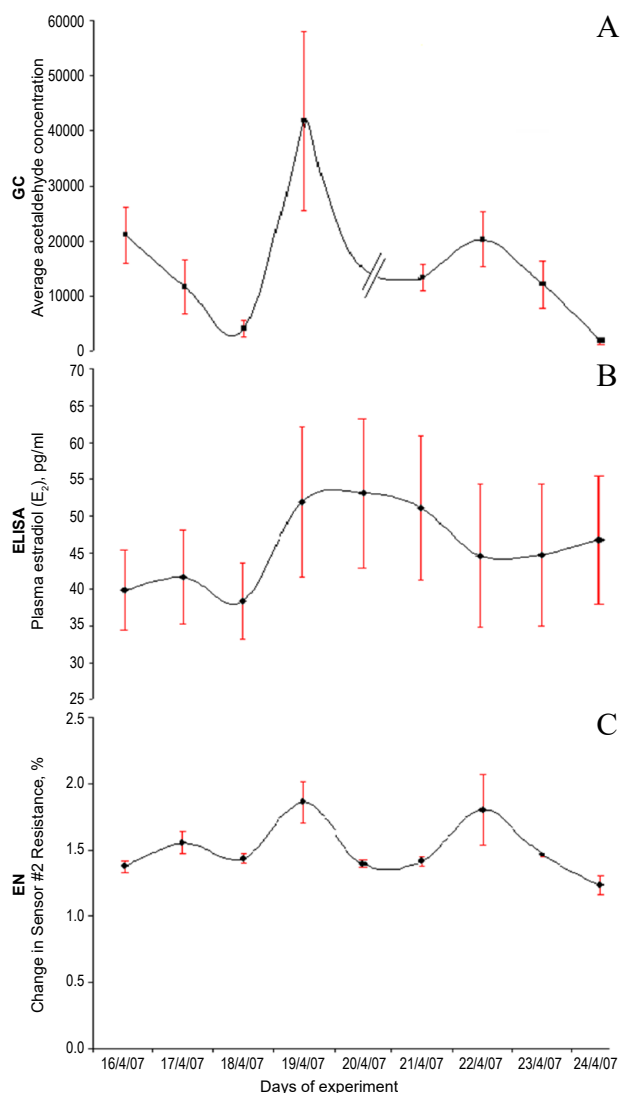 A
60000
50000
40000
30000
20000
10000
0
GC
Average acetaldehyde concentration
B
70
65
60
55
50
45
40
35
30
25
ELISA
Plasma estradiol (E₂), pg/ml
C
2.5
2.0
1.5
1.0
0.5
0.0
EN
Change in Sensor #2 Resistance, %
16/4/07 17/4/07 18/4/07 19/4/07 20/4/07 21/4/07 22/4/07 23/4/07 24/4/07
Days of experiment